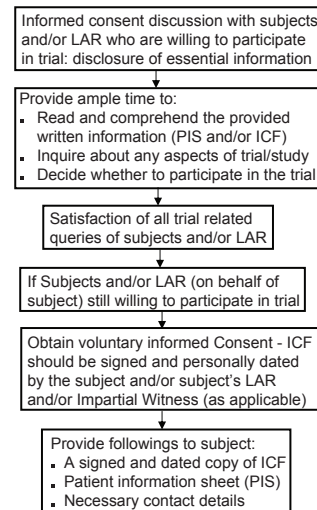 Informed consent discussion with subjects
and/or LAR who are willing to participate
in trial: disclosure of essential information
Provide ample time to:
▪ Read and comprehend the provided
written information (PIS and/or ICF)
▪ Inquire about any aspects of trial/study
▪ Decide whether to participate in the trial
Satisfaction of all trial related
queries of subjects and/or LAR
If Subjects and/or LAR (on behalf of
subject) still willing to participate in trial
Obtain voluntary informed Consent - ICF
should be signed and personally dated
by the subject and/or subject's LAR
and/or Impartial Witness (as applicable)
Provide followings to subject:
▪ A signed and dated copy of ICF
▪ Patient information sheet (PIS)
▪ Necessary contact details